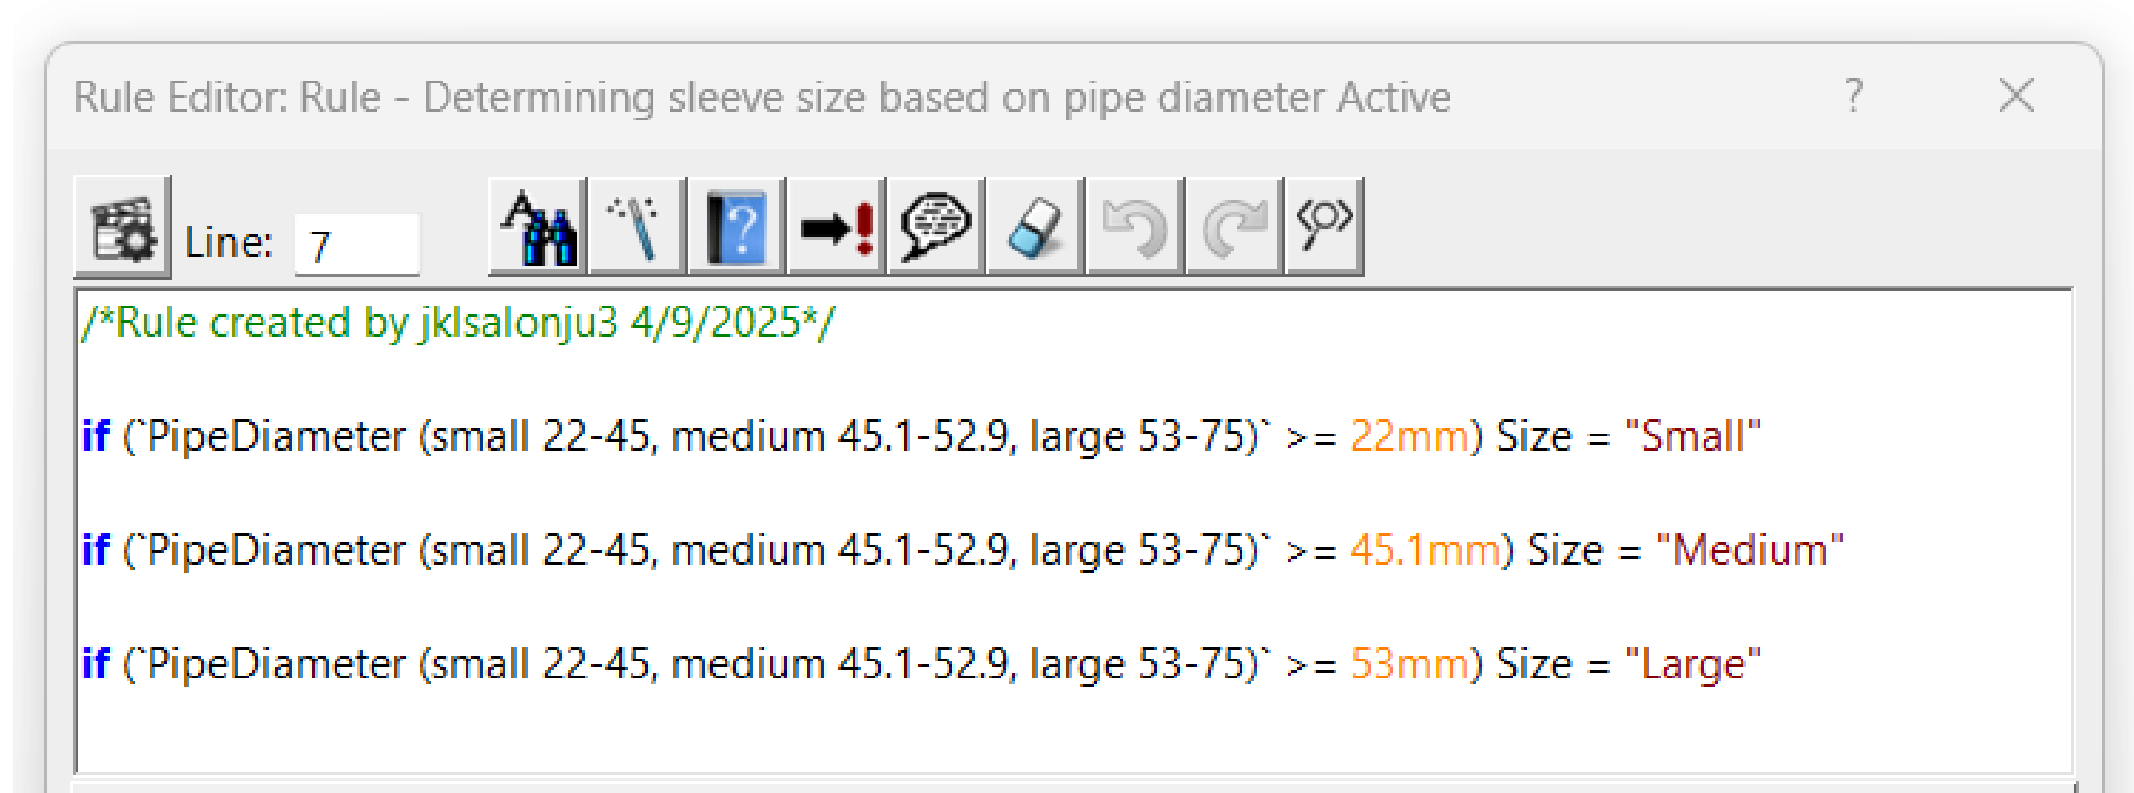 Rule Editor: Rule - Determining sleeve size based on pipe diameter Active
Line: 7
/*Rule created by jklsalonju3 4/9/2025*/
if (`PipeDiameter (small 22-45, medium 45.1-52.9, large 53-75)` >= 22mm) Size = "Small"
if (`PipeDiameter (small 22-45, medium 45.1-52.9, large 53-75)` >= 45.1mm) Size = "Medium"
if (`PipeDiameter (small 22-45, medium 45.1-52.9, large 53-75)` >= 53mm) Size = "Large"